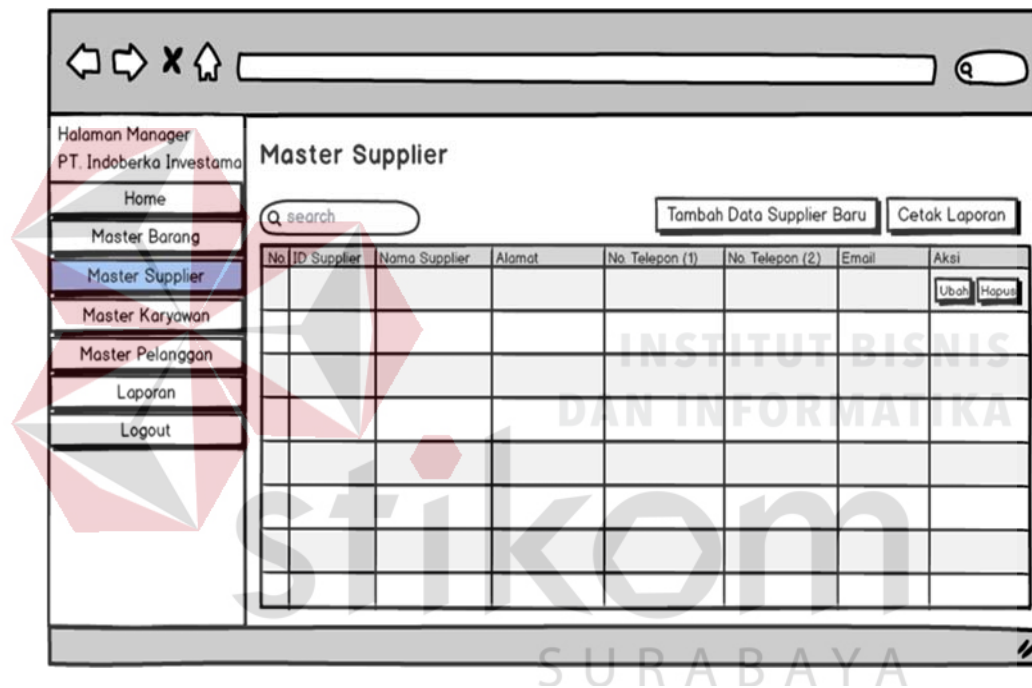 Halaman Manager
PT. Indoberka Investama
Home
Master Barang
Master Supplier
Master Karyawan
Master Pelanggan
Laporan
Logout
Master Supplier
search
Tambah Data Supplier Baru
Cetak Laporan
No. ID Supplier Nama Supplier Alamat No. Telepon (1) No. Telepon (2) Email Aksi
Ubah Hapus
INSTITUT BISNIS
DAN INFORMATIKA
stikom
SURABAYA